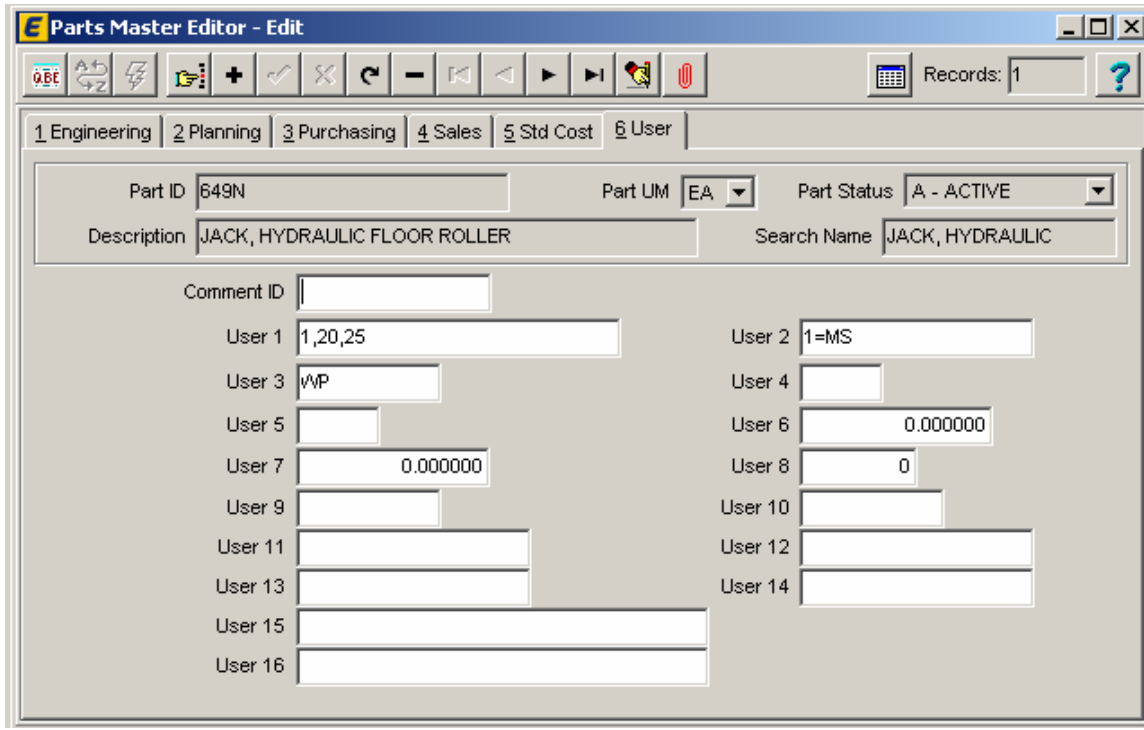 E Parts Master Editor - Edit
QBE A Z Records: 1 ?
1 Engineering 2 Planning 3 Purchasing 4 Sales 5 Std Cost 6 User
Part ID 649N Part UM EA Part Status A - ACTIVE
Description JACK, HYDRAULIC FLOOR ROLLER Search Name JACK, HYDRAULIC
Comment ID
User 1 1,20,25 User 2 1=MS
User 3 WP User 4
User 5 User 6 0.000000
User 7 0.000000 User 8 0
User 9 User 10
User 11 User 12
User 13 User 14
User 15
User 16